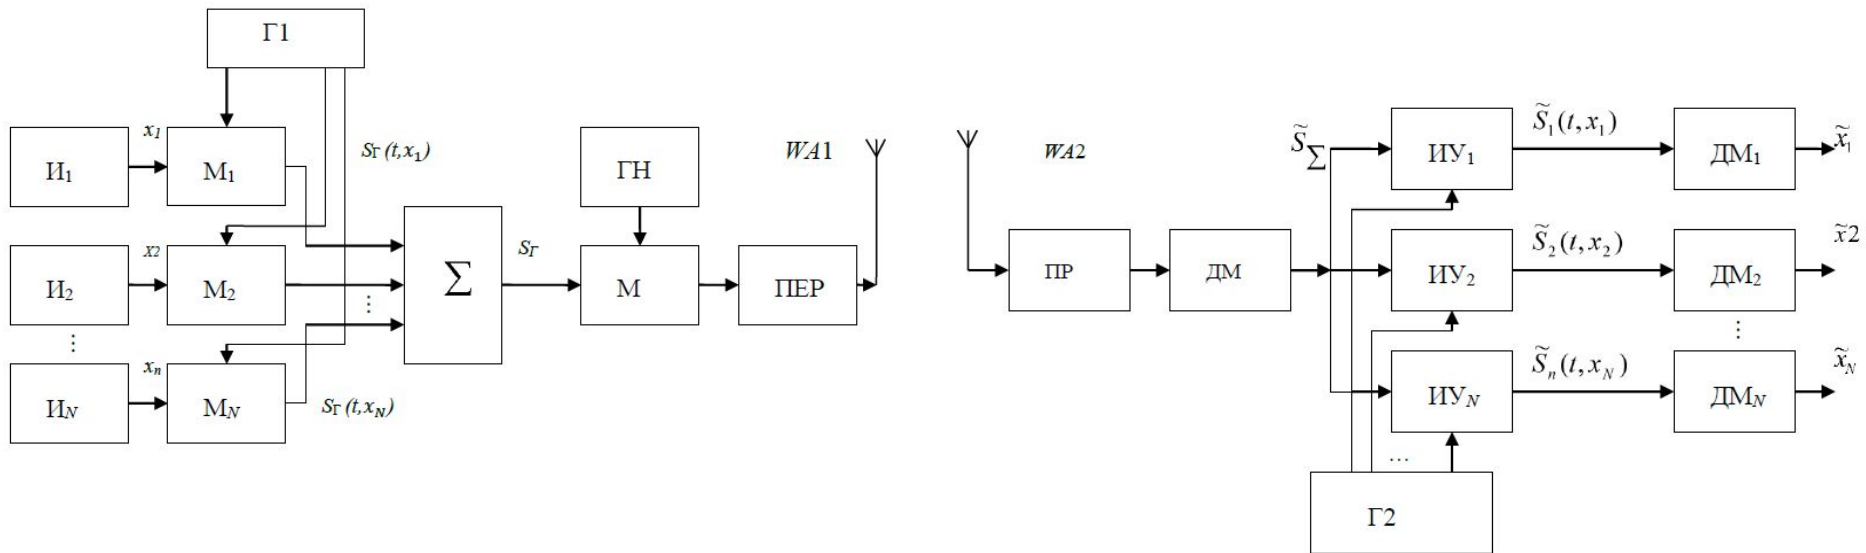 Г1
x1
И1
М1
SГ(t,x1)
ГН
WA1
x2
И2
М2
⋮
Σ
SГ
М
ПЕР
⋮
xn
ИN
МN
SГ(t,xN)
WA2
ПР
ДМ
S̃Σ
ИУ1
S̃1(t, x1)
ДМ1
x̃1
ИУ2
S̃2(t, x2)
ДМ2
x̃2
⋮
ИУN
S̃n(t, xN)
ДМN
x̃N
...
Г2